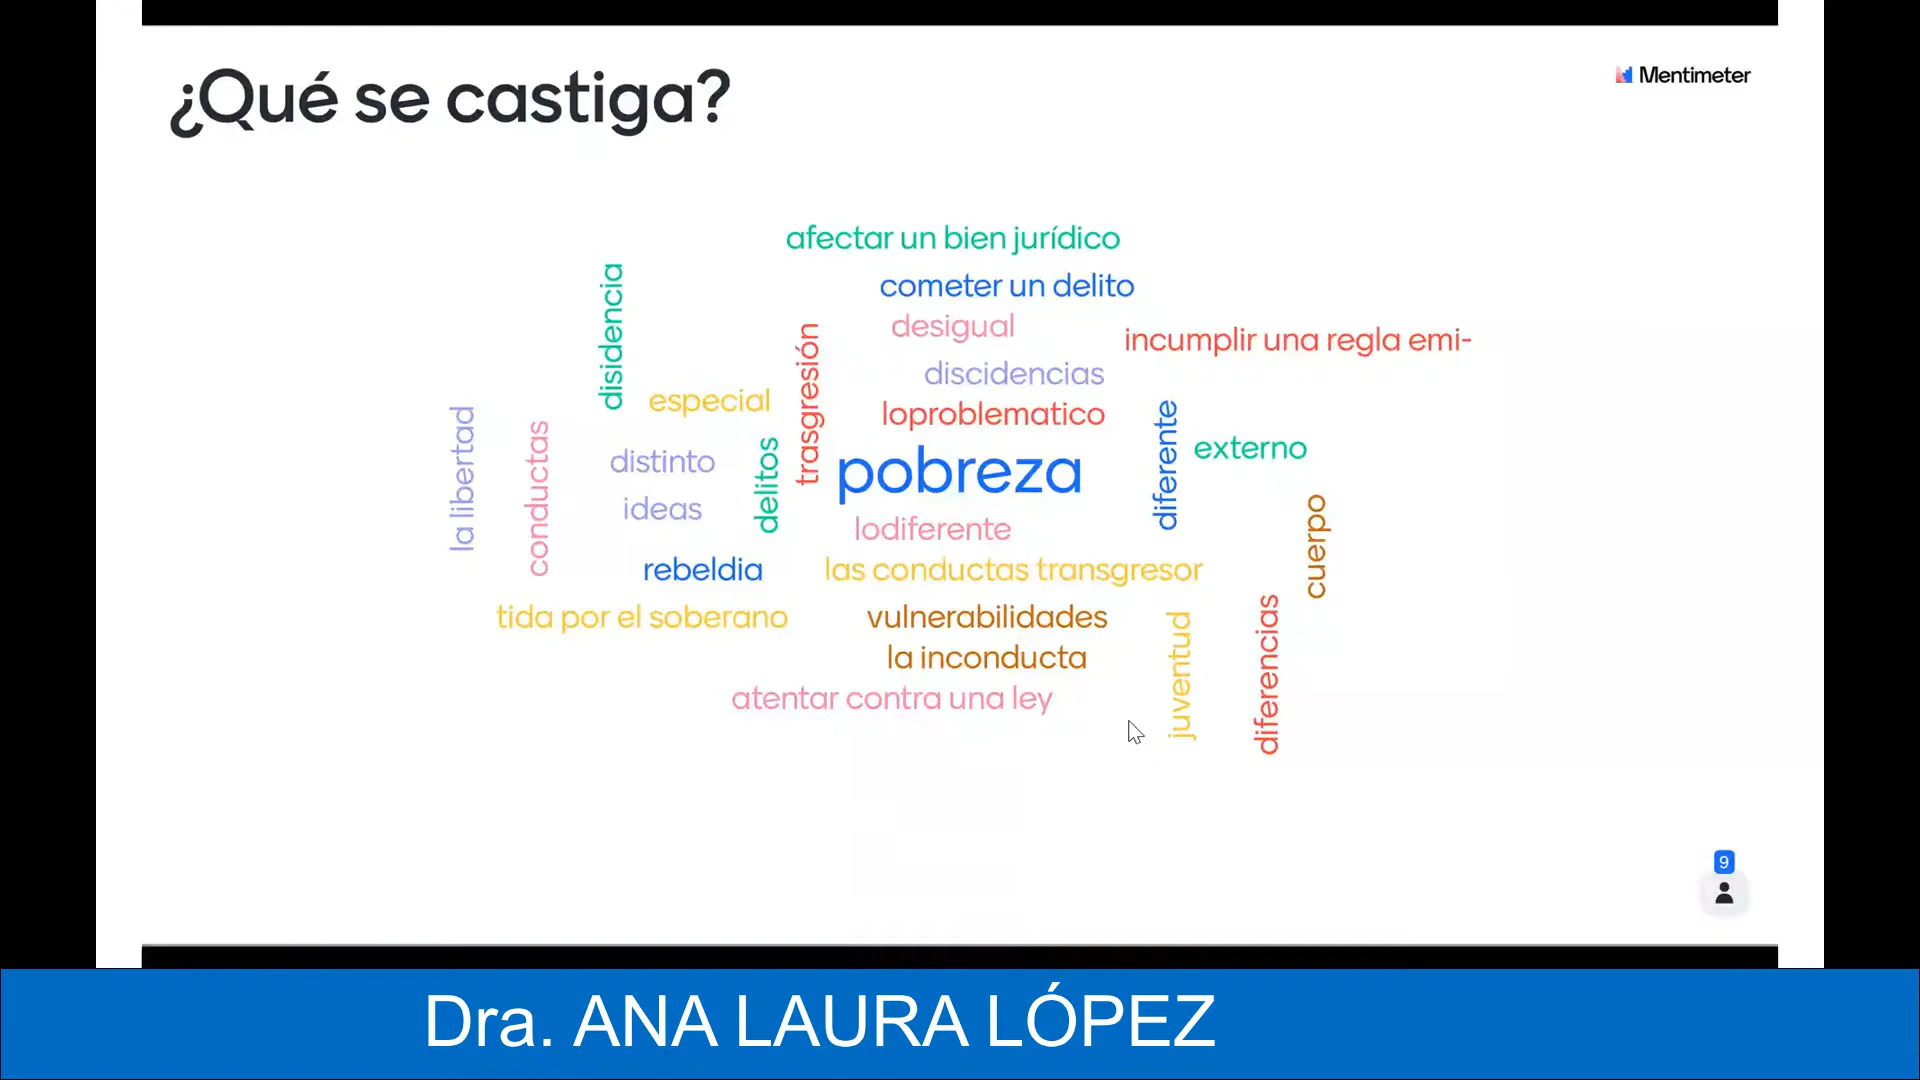 ¿Qué se castiga?
Mentimeter
afectar un bien jurídico
cometer un delito
disidencia
desigual
trasgresión
incumplir una regla emi-
discidencias
especial
loproblematico
diferente
la libertad
conductas
distinto
delitos
pobreza
externo
ideas
lodiferente
cuerpo
rebeldia
las conductas transgresor
tida por el soberano
vulnerabilidades
juventud
diferencias
la inconducta
atentar contra una ley
9
Dra. ANA LAURA LÓPEZ